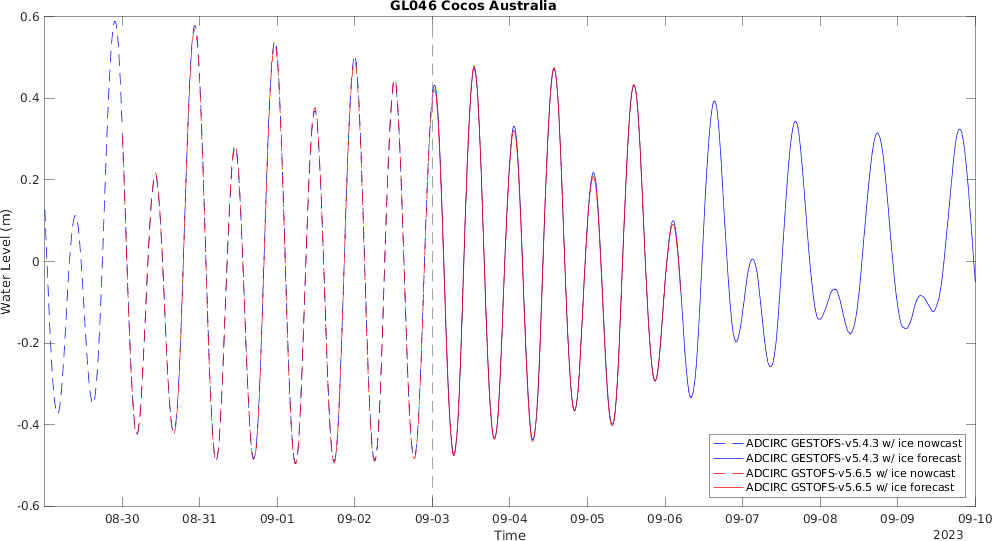 GL046 Cocos Australia
0.6
0.4
0.2
0
-0.2
-0.4
-0.6
Water Level (m)
08-30 08-31 09-01 09-02 09-03 09-04 09-05 09-06 09-07 09-08 09-09 09-10
Time
2023
ADCIRC GESTOFS-v5.4.3 w/ ice nowcast
ADCIRC GESTOFS-v5.4.3 w/ ice forecast
ADCIRC GSTOFS-v5.6.5 w/ ice nowcast
ADCIRC GSTOFS-v5.6.5 w/ ice forecast